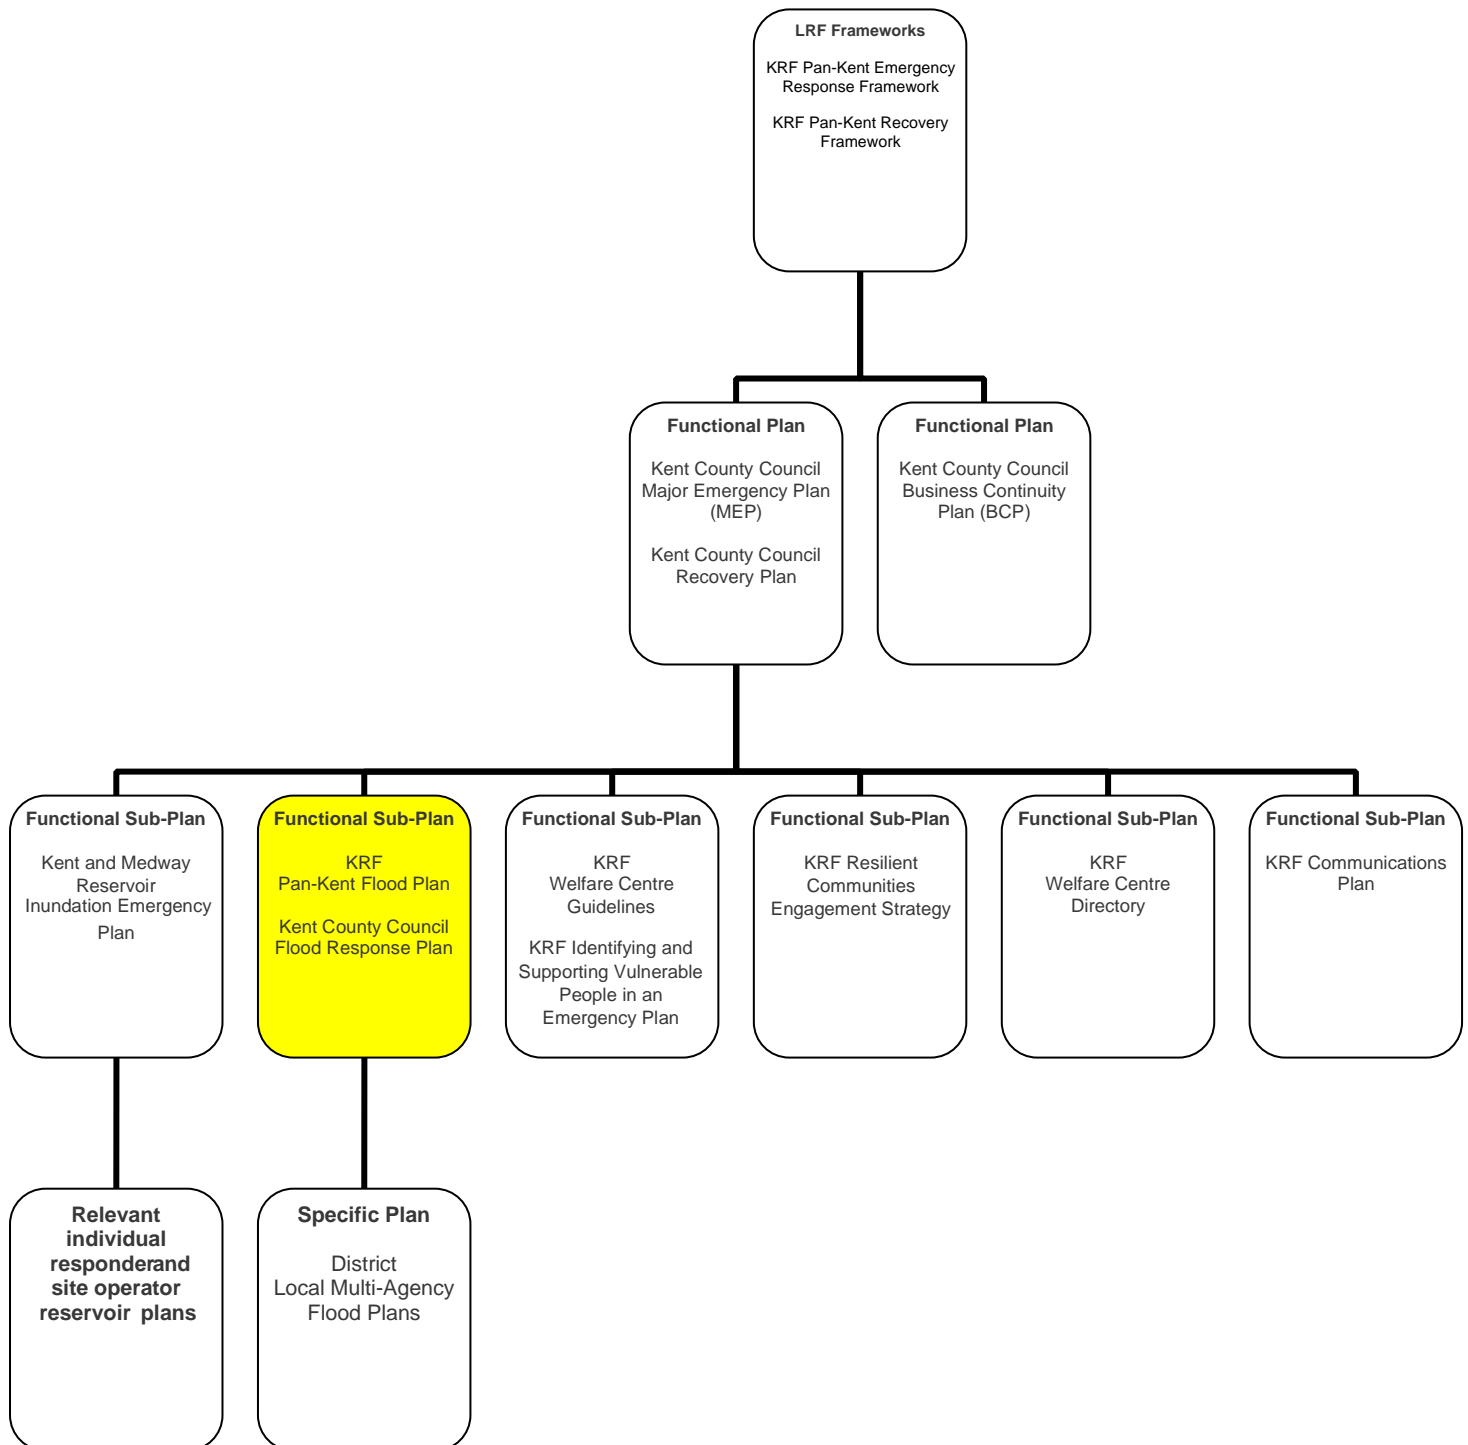 LRF Frameworks
KRF Pan-Kent Emergency
Response Framework
KRF Pan-Kent Recovery
Framework
Functional Plan
Kent County Council
Major Emergency Plan
(MEP)
Kent County Council
Recovery Plan
Functional Plan
Kent County Council
Business Continuity
Plan (BCP)
Functional Sub-Plan
Kent and Medway
Reservoir
Inundation Emergency
Plan
Functional Sub-Plan
KRF
Pan-Kent Flood Plan
Kent County Council
Flood Response Plan
Functional Sub-Plan
KRF
Welfare Centre
Guidelines
KRF Identifying and
Supporting Vulnerable
People in an
Emergency Plan
Functional Sub-Plan
KRF Resilient
Communities
Engagement Strategy
Functional Sub-Plan
KRF
Welfare Centre
Directory
Functional Sub-Plan
KRF Communications
Plan
Relevant
individual
responderand
site operator
reservoir plans
Specific Plan
District
Local Multi-Agency
Flood Plans